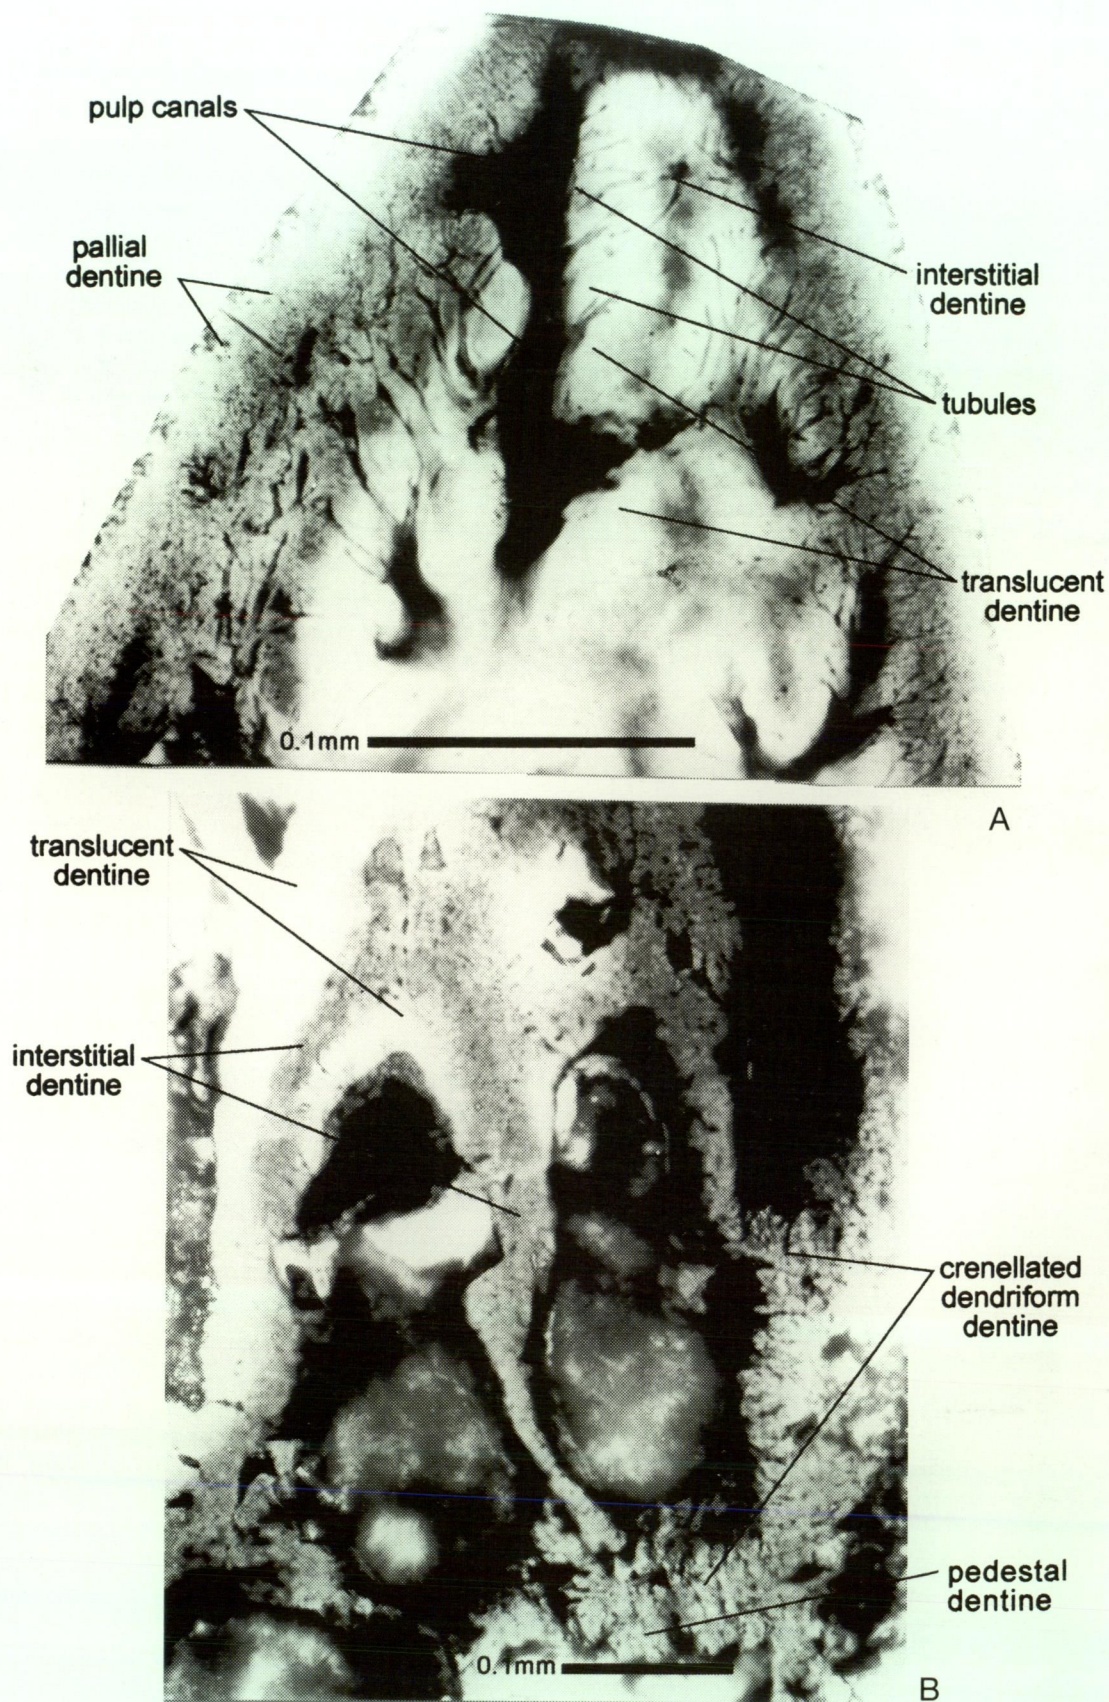 pulp canals
pallial
dentine
interstitial
dentine
tubules
translucent
dentine
0.1mm
A
translucent
dentine
interstitial
dentine
crenellated
dendriform
dentine
pedestal
dentine
0.1mm
B